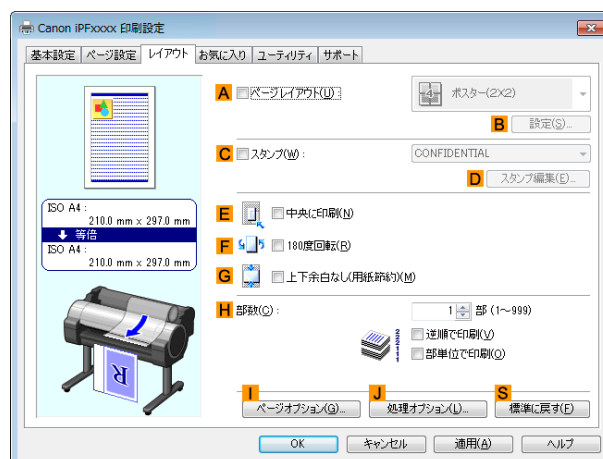 Canon iPFxxxx 印刷設定
基本設定 ページ設定 レイアウト お気に入り ユーティリティ サポート
A ページレイアウト(U) 4 ポスター(2X2)
B 設定(S)...
C スタンプ(W) : CONFIDENTIAL
D スタンプ編集(E)...
ISO A4 :
210.0 mm x 297.0 mm
等倍
ISO A4 :
210.0 mm x 297.0 mm
E 中央に印刷(N)
F 180度回転(R)
G 上下余白なし(用紙節約)(M)
H 部数(C) : 1 部 (1～999)
逆順で印刷(V)
部単位で印刷(O)
2 2 2 1 1 1
R
I ページオプション(G)...
J 処理オプション(L)...
S 標準に戻す(F)
OK キャンセル 適用(A) ヘルプ